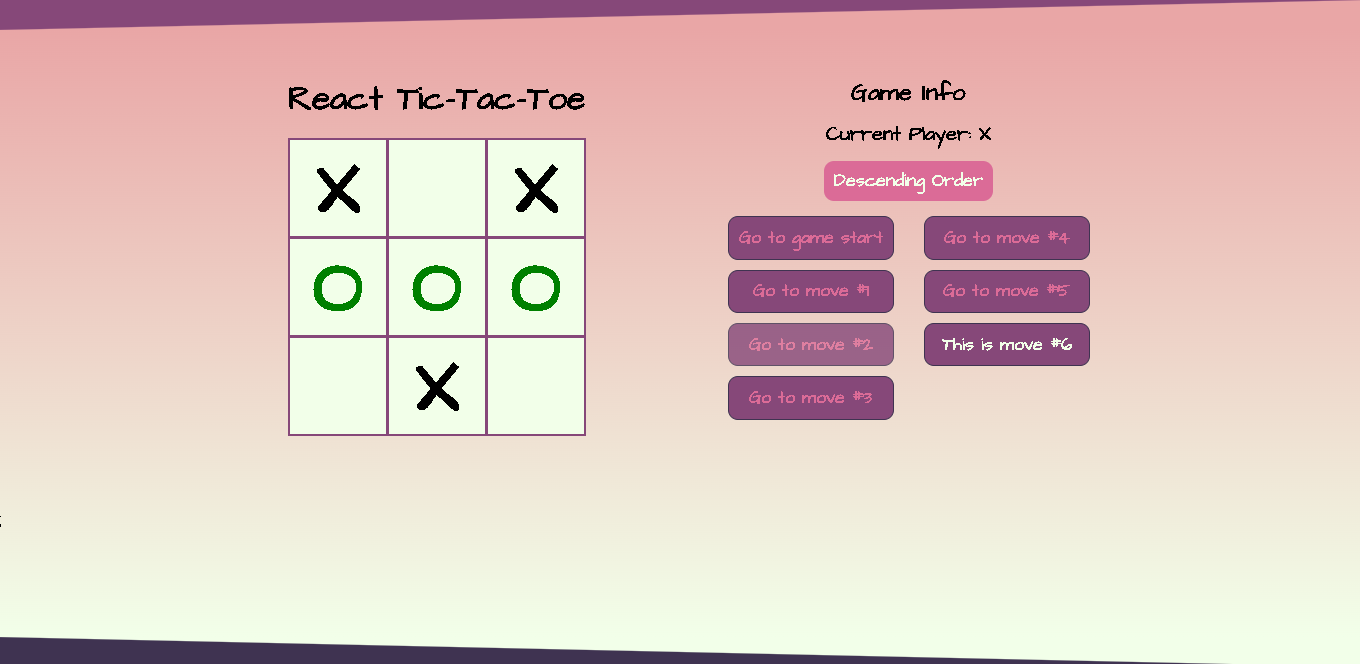 React Tic-Tac-Toe
X X
O O O
X
Game Info
Current Player: X
Descending Order
Go to game start
Go to move #1
Go to move #2
Go to move #3
Go to move #4
Go to move #5
This is move #6